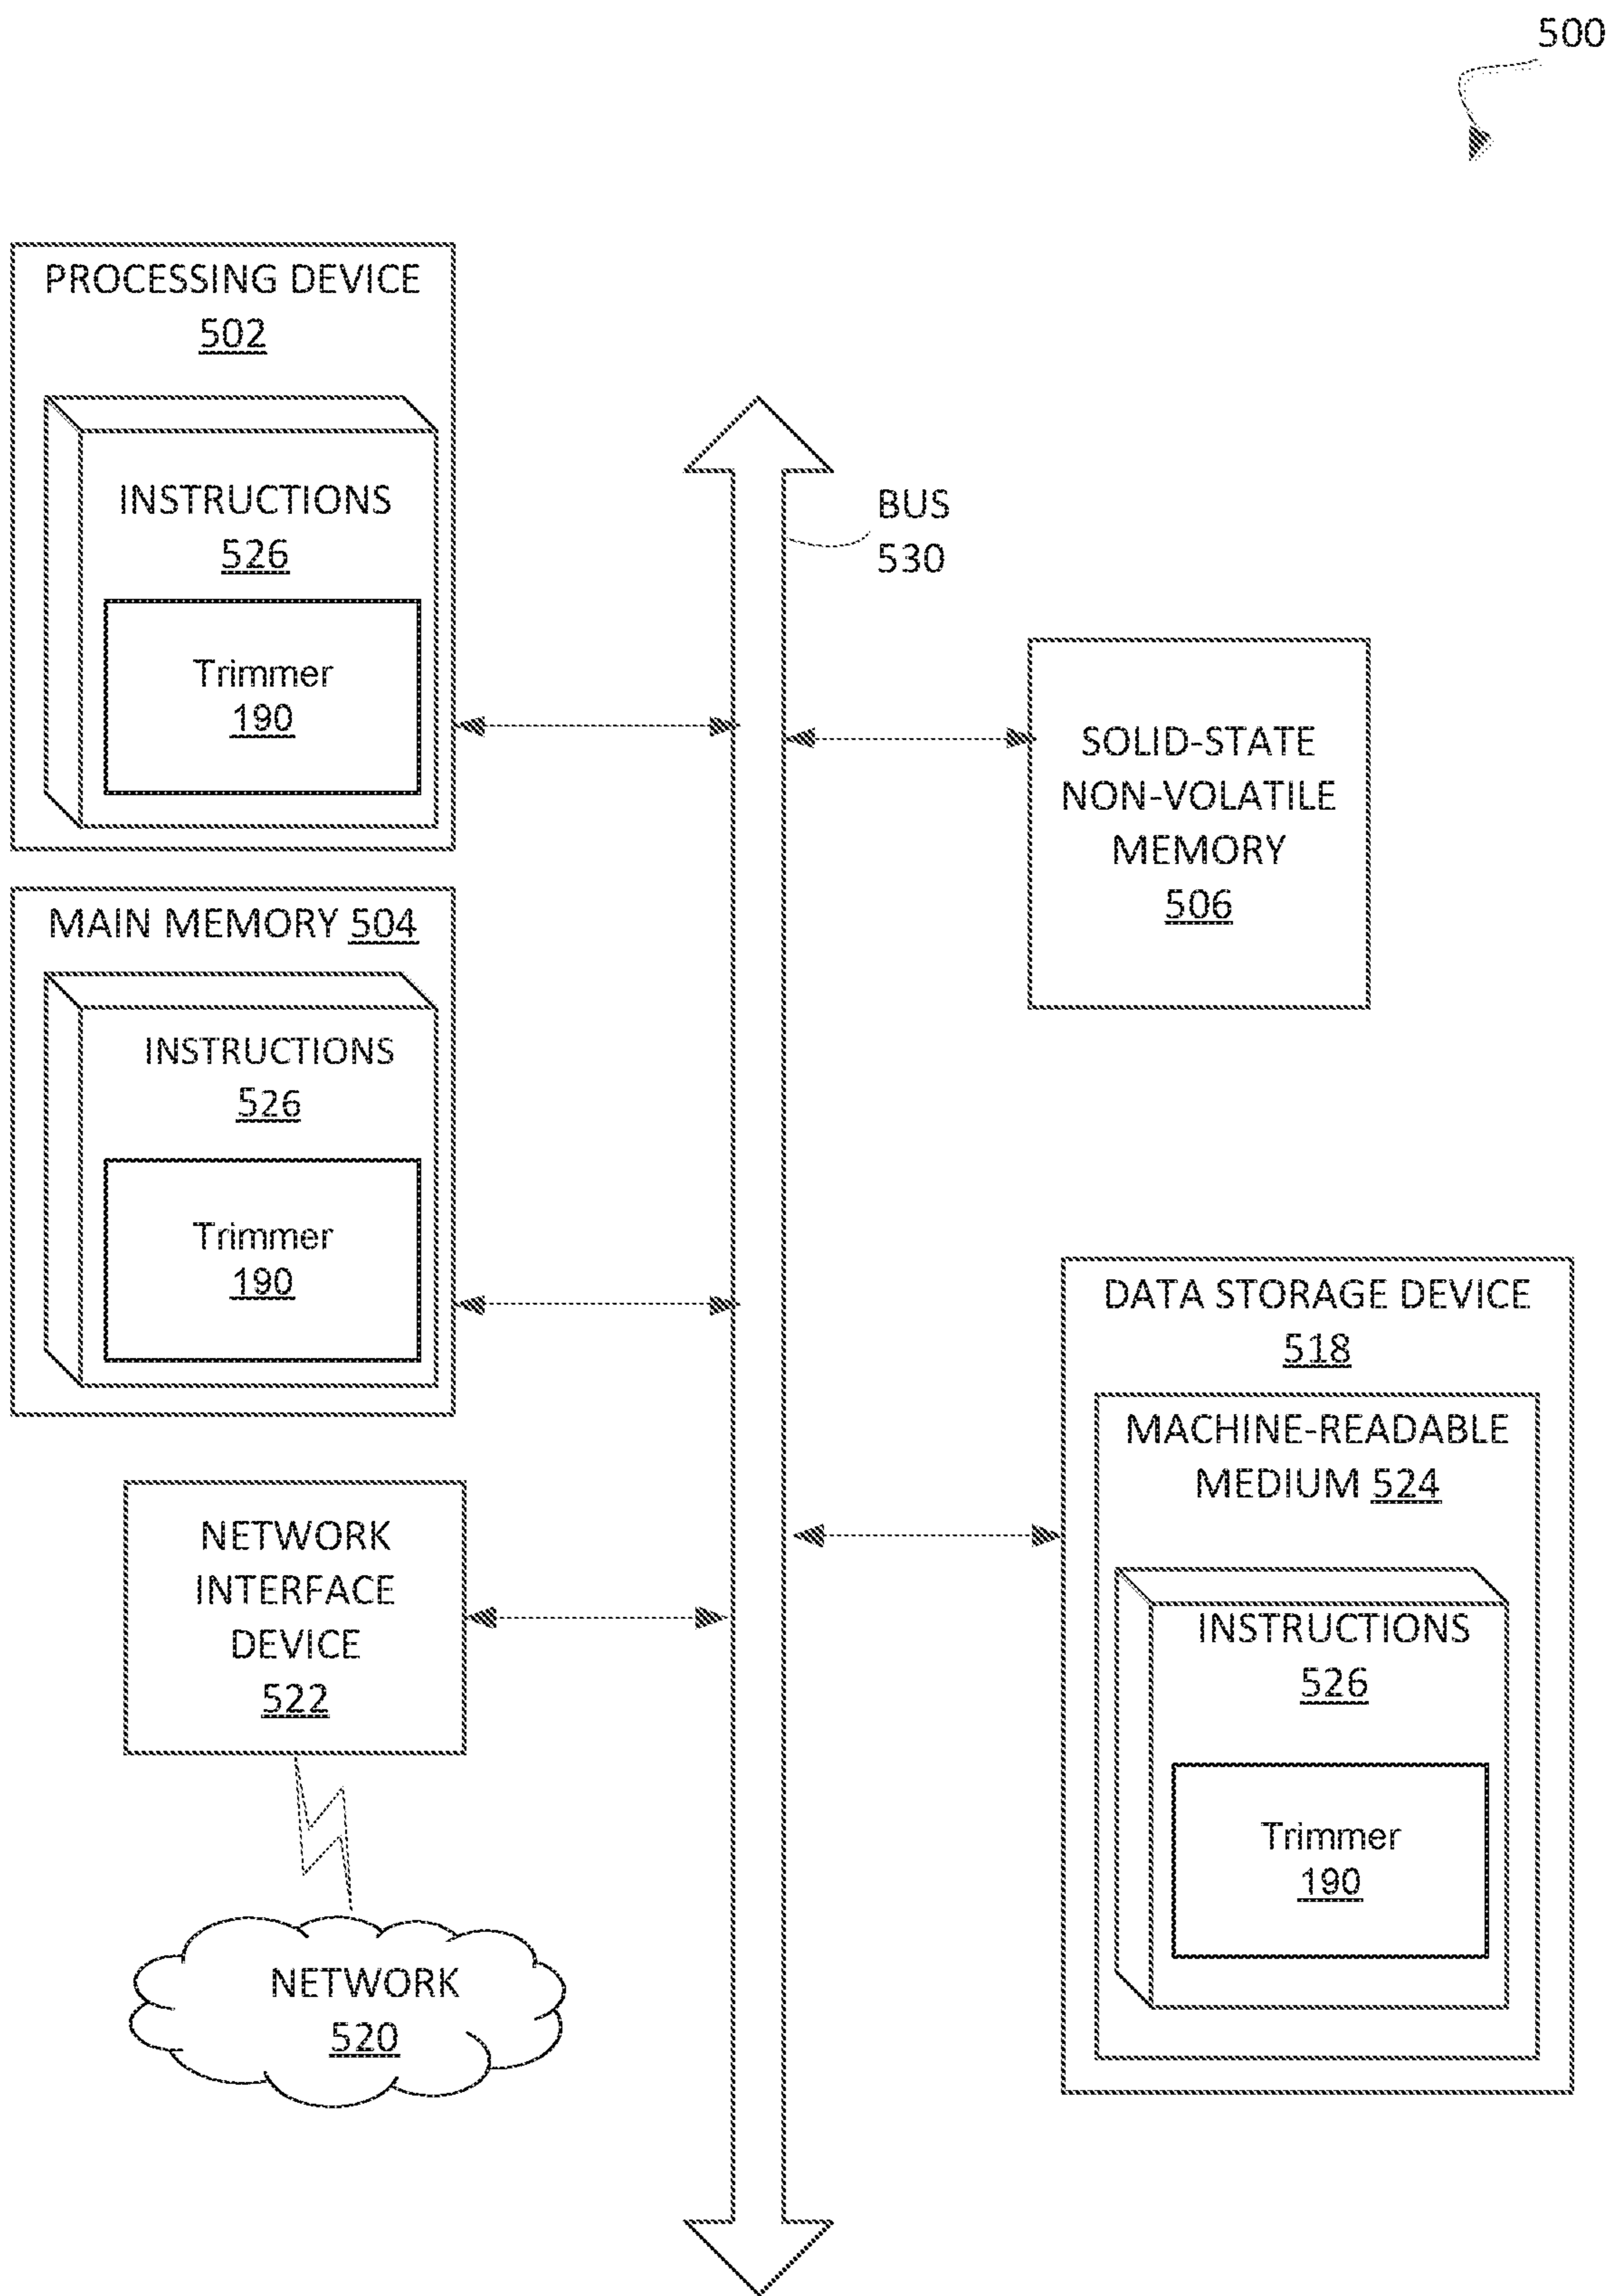 500
PROCESSING DEVICE
502
INSTRUCTIONS
526
Trimmer
190
BUS
530
SOLID-STATE
NON-VOLATILE
MEMORY
506
MAIN MEMORY 504
INSTRUCTIONS
526
Trimmer
190
DATA STORAGE DEVICE
518
MACHINE-READABLE
MEDIUM 524
INSTRUCTIONS
526
Trimmer
190
NETWORK
INTERFACE
DEVICE
522
NETWORK
520